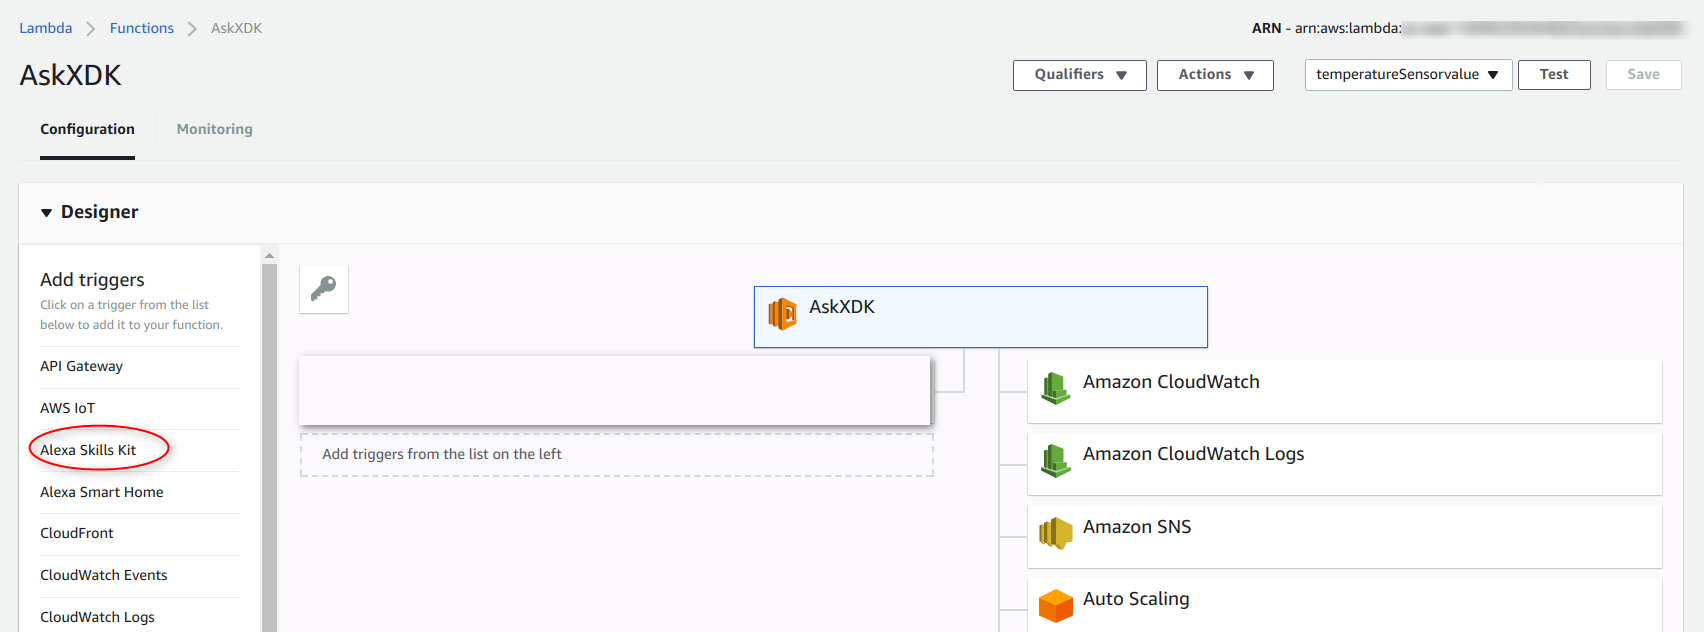 Lambda Functions AskXDK
ARN - arn:aws:lambda:
AskXDK
Qualifiers Actions temperatureSensorvalue Test Save
Configuration Monitoring
Designer
Add triggers
Click on a trigger from the list
below to add it to your function.
API Gateway
AWS IoT
Alexa Skills Kit
Alexa Smart Home
CloudFront
CloudWatch Events
CloudWatch Logs
AskXDK
Add triggers from the list on the left
Amazon CloudWatch
Amazon CloudWatch Logs
Amazon SNS
Auto Scaling